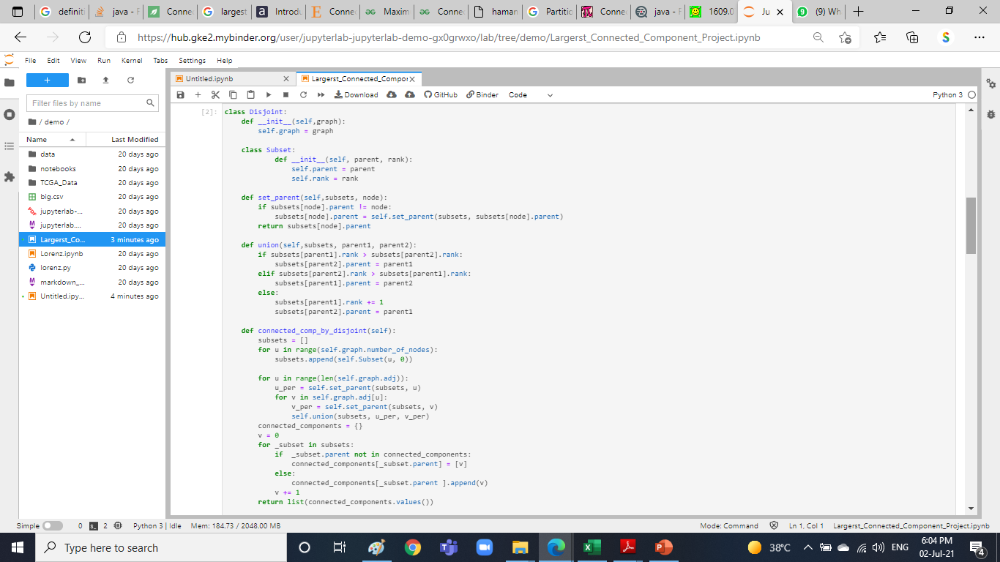 definiti
java - F
Conne
largest
Introdu
Conne
Maxim
Conne
haman
Partitio
Conne
java - F
1609.0
Ju
(9) Wh
https://hub.gke2.mybinder.org/user/jupyterlab-jupyterlab-demo-gx0grwxo/lab/tree/demo/Largerst_Connected_Component_Project.ipynb
File Edit View Run Kernel Tabs Settings Help
Untitled.ipynb
Largerst_Connected_Compor
Download GitHub Binder Code Python 3
Filter files by name
/ demo /
Name Last Modified
data 20 days ago
notebooks 20 days ago
TCGA_Data 20 days ago
big.csv 20 days ago
jupyterlab-... 20 days ago
jupyterlab.... 20 days ago
Largerst_Co... 3 minutes ago
Lorenz.ipynb 20 days ago
lorenz.py 20 days ago
markdown_... 20 days ago
Untitled.ipy... 4 minutes ago
[2]: class Disjoint:
def __init__(self,graph):
self.graph = graph
class Subset:
def __init__(self, parent, rank):
self.parent = parent
self.rank = rank
def set_parent(self,subsets, node):
if subsets[node].parent != node:
subsets[node].parent = self.set_parent(subsets, subsets[node].parent)
return subsets[node].parent
def union(self,subsets, parent1, parent2):
if subsets[parent1].rank > subsets[parent2].rank:
subsets[parent2].parent = parent1
elif subsets[parent2].rank > subsets[parent1].rank:
subsets[parent1].parent = parent2
else:
subsets[parent1].rank += 1
subsets[parent2].parent = parent1
def connected_comp_by_disjoint(self):
subsets = []
for u in range(self.graph.number_of_nodes):
subsets.append(self.Subset(u, 0))
for u in range(len(self.graph.adj)):
u_per = self.set_parent(subsets, u)
for v in self.graph.adj[u]:
v_per = self.set_parent(subsets, v)
self.union(subsets, u_per, v_per)
connected_components = {}
v = 0
for _subset in subsets:
if _subset.parent not in connected_components:
connected_components[_subset.parent] = [v]
else:
connected_components[_subset.parent ].append(v)
v += 1
return list(connected_components.values())
Simple 0 2 Python 3 | Idle Mem: 184.73 / 2048.00 MB Mode: Command Ln 1, Col 1 Largerst_Connected_Component_Project.ipynb
Type here to search
38°C ENG 6:04 PM
02-Jul-21
4